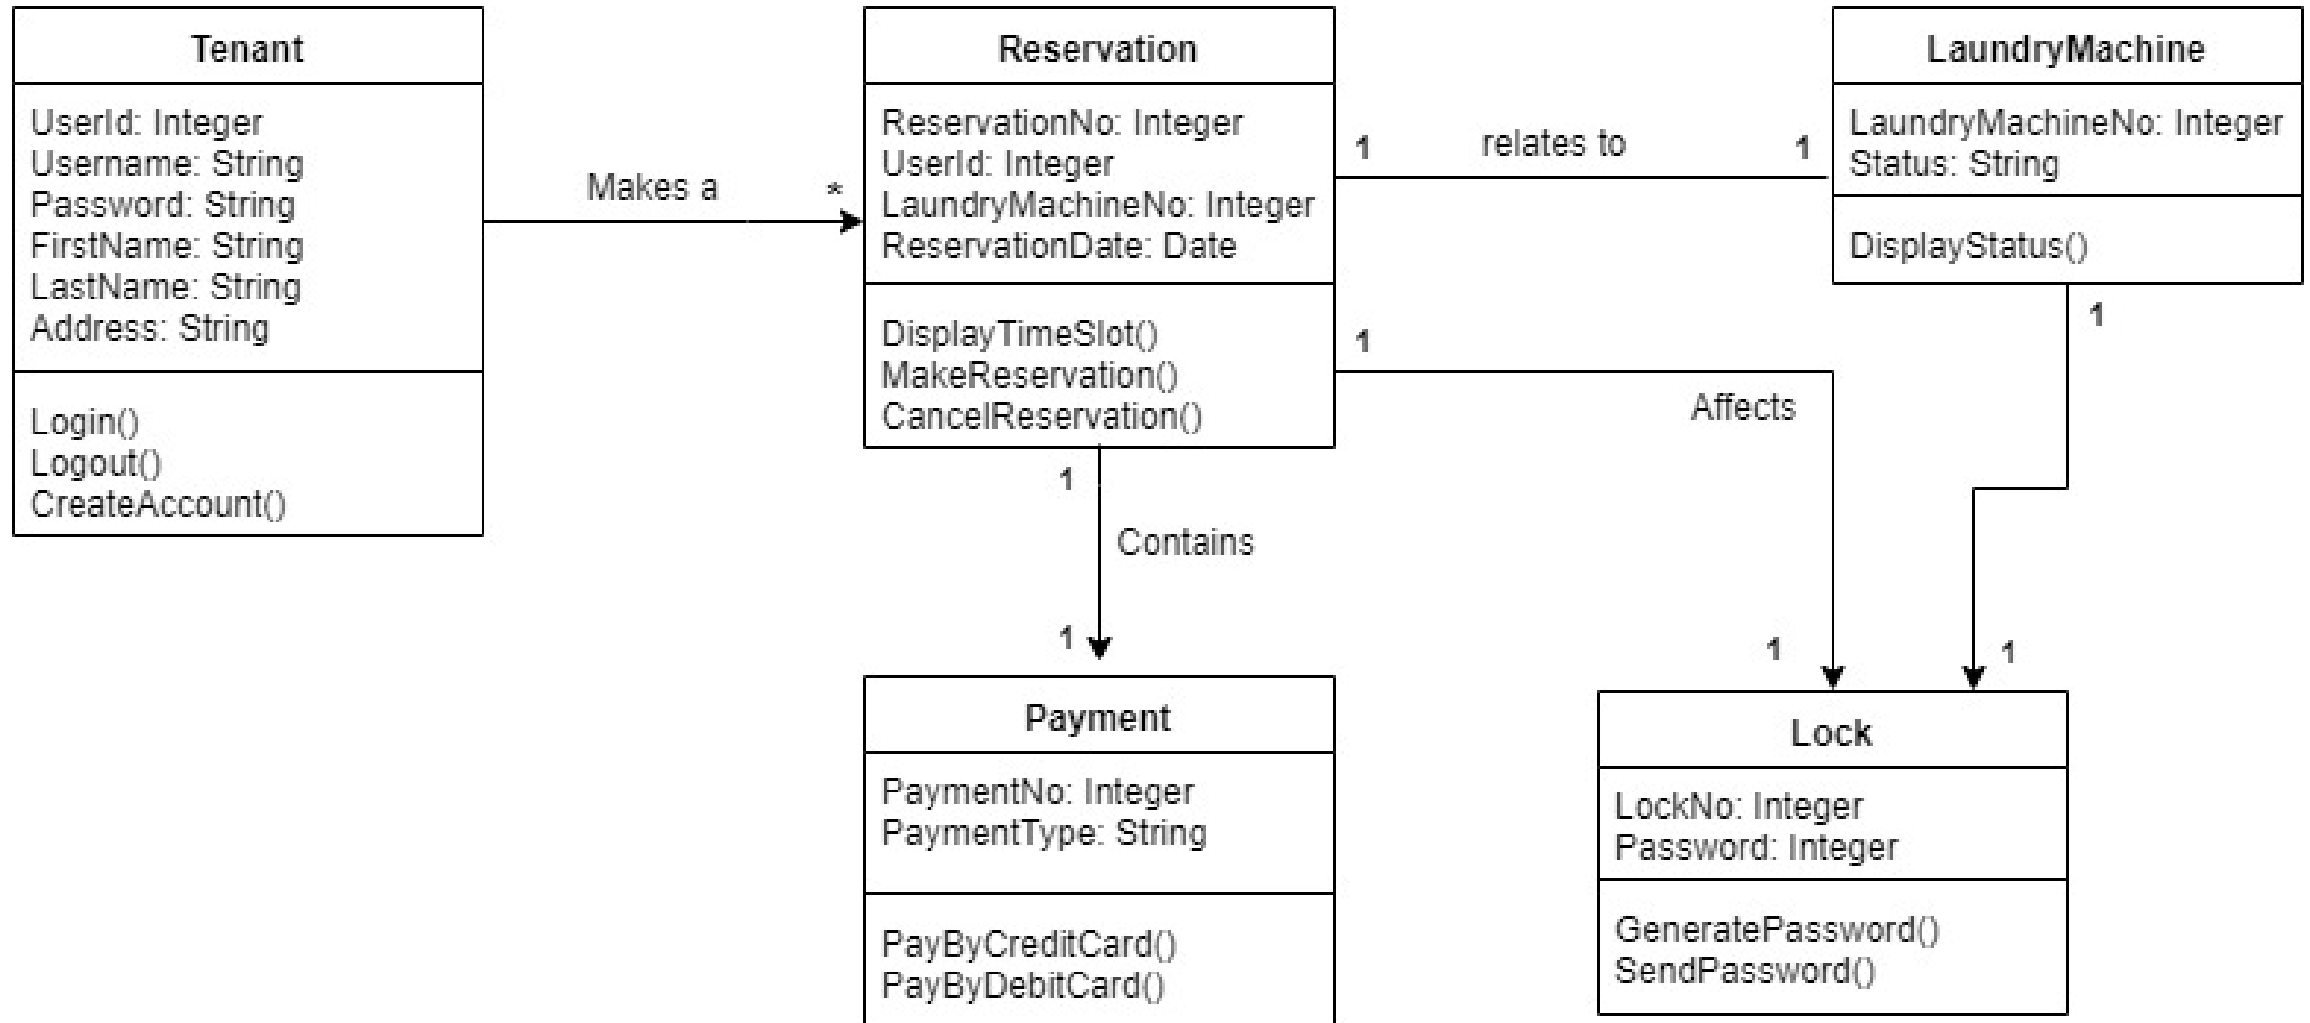 Tenant
UserId: Integer
Username: String
Password: String
FirstName: String
LastName: String
Address: String
Login()
Logout()
CreateAccount()
Makes a
*
Reservation
ReservationNo: Integer
UserId: Integer
LaundryMachineNo: Integer
ReservationDate: Date
DisplayTimeSlot()
MakeReservation()
CancelReservation()
1
relates to
1
LaundryMachine
LaundryMachineNo: Integer
Status: String
DisplayStatus()
1
1
Affects
1
1
1
Contains
1
Payment
PaymentNo: Integer
PaymentType: String
PayByCreditCard()
PayByDebitCard()
Lock
LockNo: Integer
Password: Integer
GeneratePassword()
SendPassword()